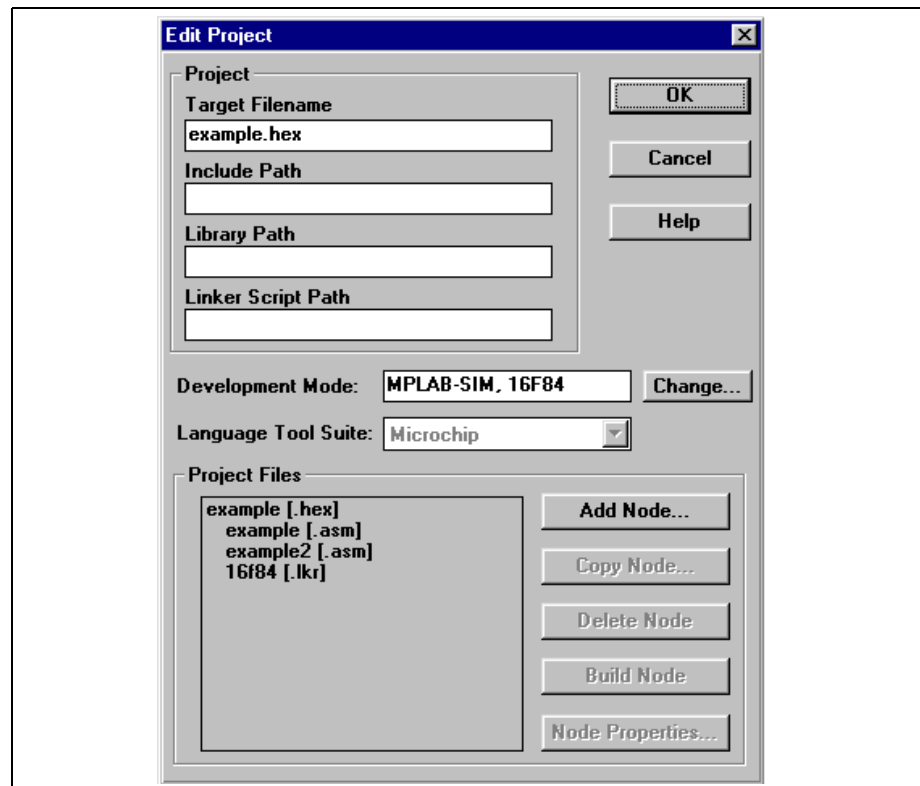 Edit Project
Project
Target Filename
example.hex
Include Path
Library Path
Linker Script Path
OK
Cancel
Help
Development Mode: MPLAB-SIM, 16F84 Change...
Language Tool Suite: Microchip
Project Files
example [.hex]
example [.asm]
example2 [.asm]
16f84 [.lkr]
Add Node...
Copy Node...
Delete Node
Build Node
Node Properties...